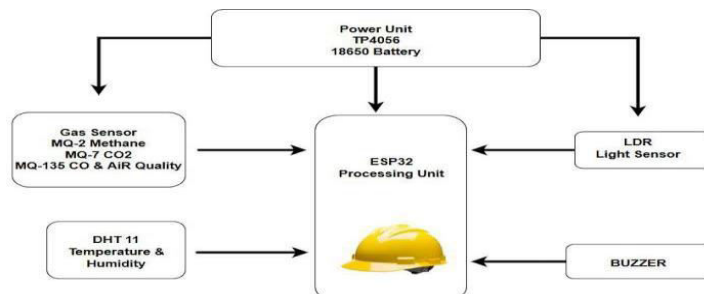 Power Unit
TP4056
18650 Battery
Gas Sensor
MQ-2 Methane
MQ-7 CO2
MQ-135 CO & AiR Quality
ESP32
Processing Unit
LDR
Light Sensor
DHT 11
Temperature &
Humidity
BUZZER